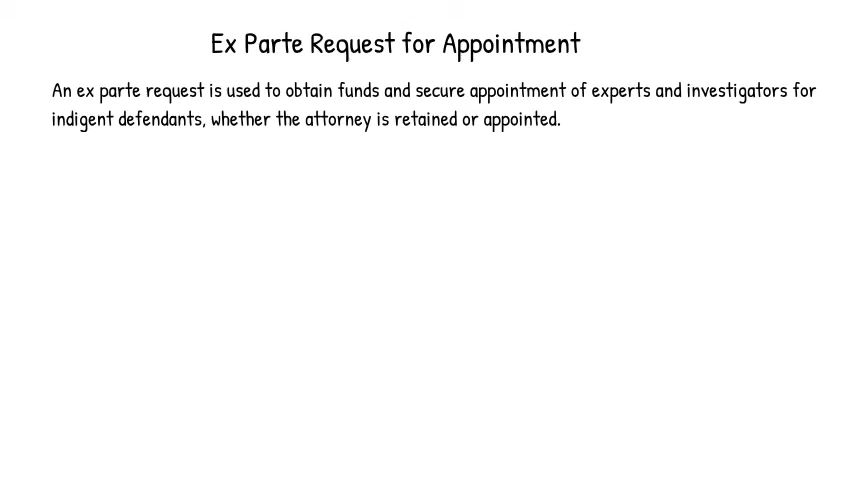 Ex Parte Request for Appointment
An ex parte request is used to obtain funds and secure appointment of experts and investigators for
indigent defendants, whether the attorney is retained or appointed.